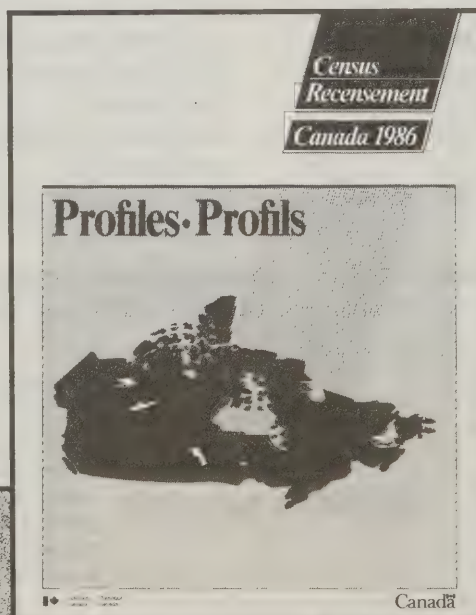 Census
Recensement
Canada 1986
Profiles • Profils
Canada